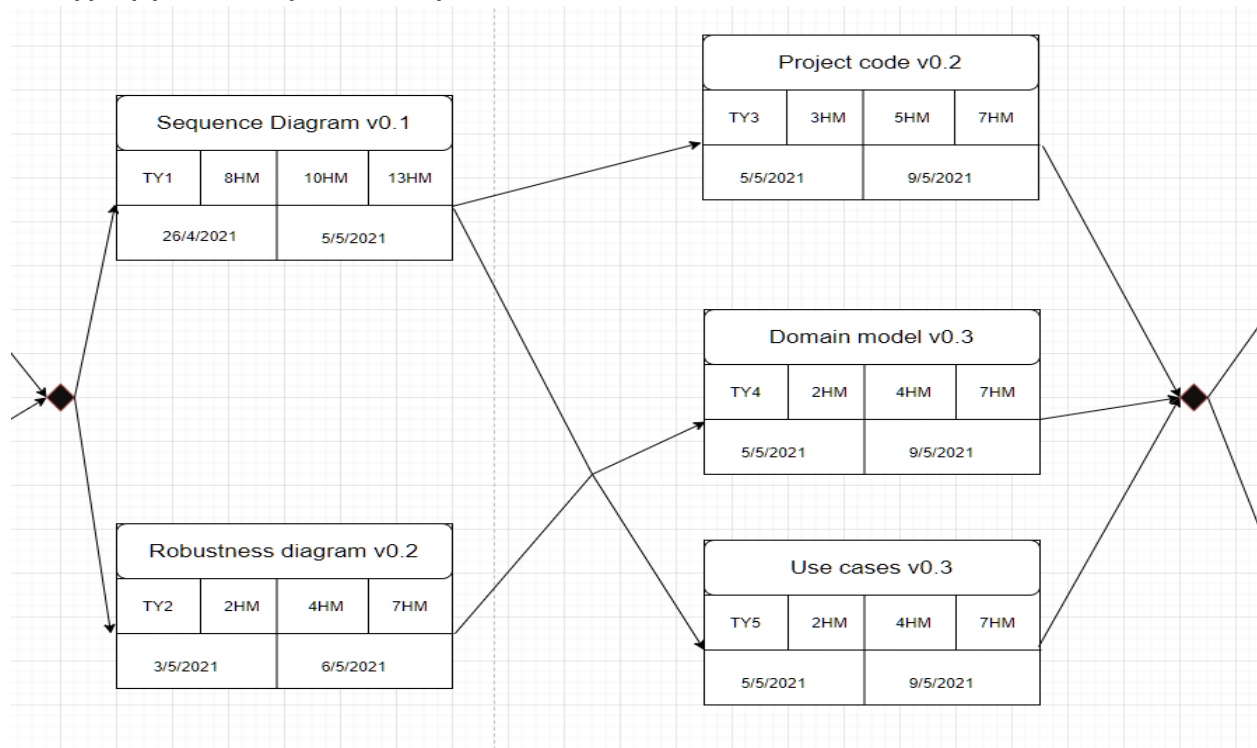 Sequence Diagram v0.1
TY1 8HM 10HM 13HM
26/4/2021 5/5/2021
Robustness diagram v0.2
TY2 2HM 4HM 7HM
3/5/2021 6/5/2021
Project code v0.2
TY3 3HM 5HM 7HM
5/5/2021 9/5/2021
Domain model v0.3
TY4 2HM 4HM 7HM
5/5/2021 9/5/2021
Use cases v0.3
TY5 2HM 4HM 7HM
5/5/2021 9/5/2021